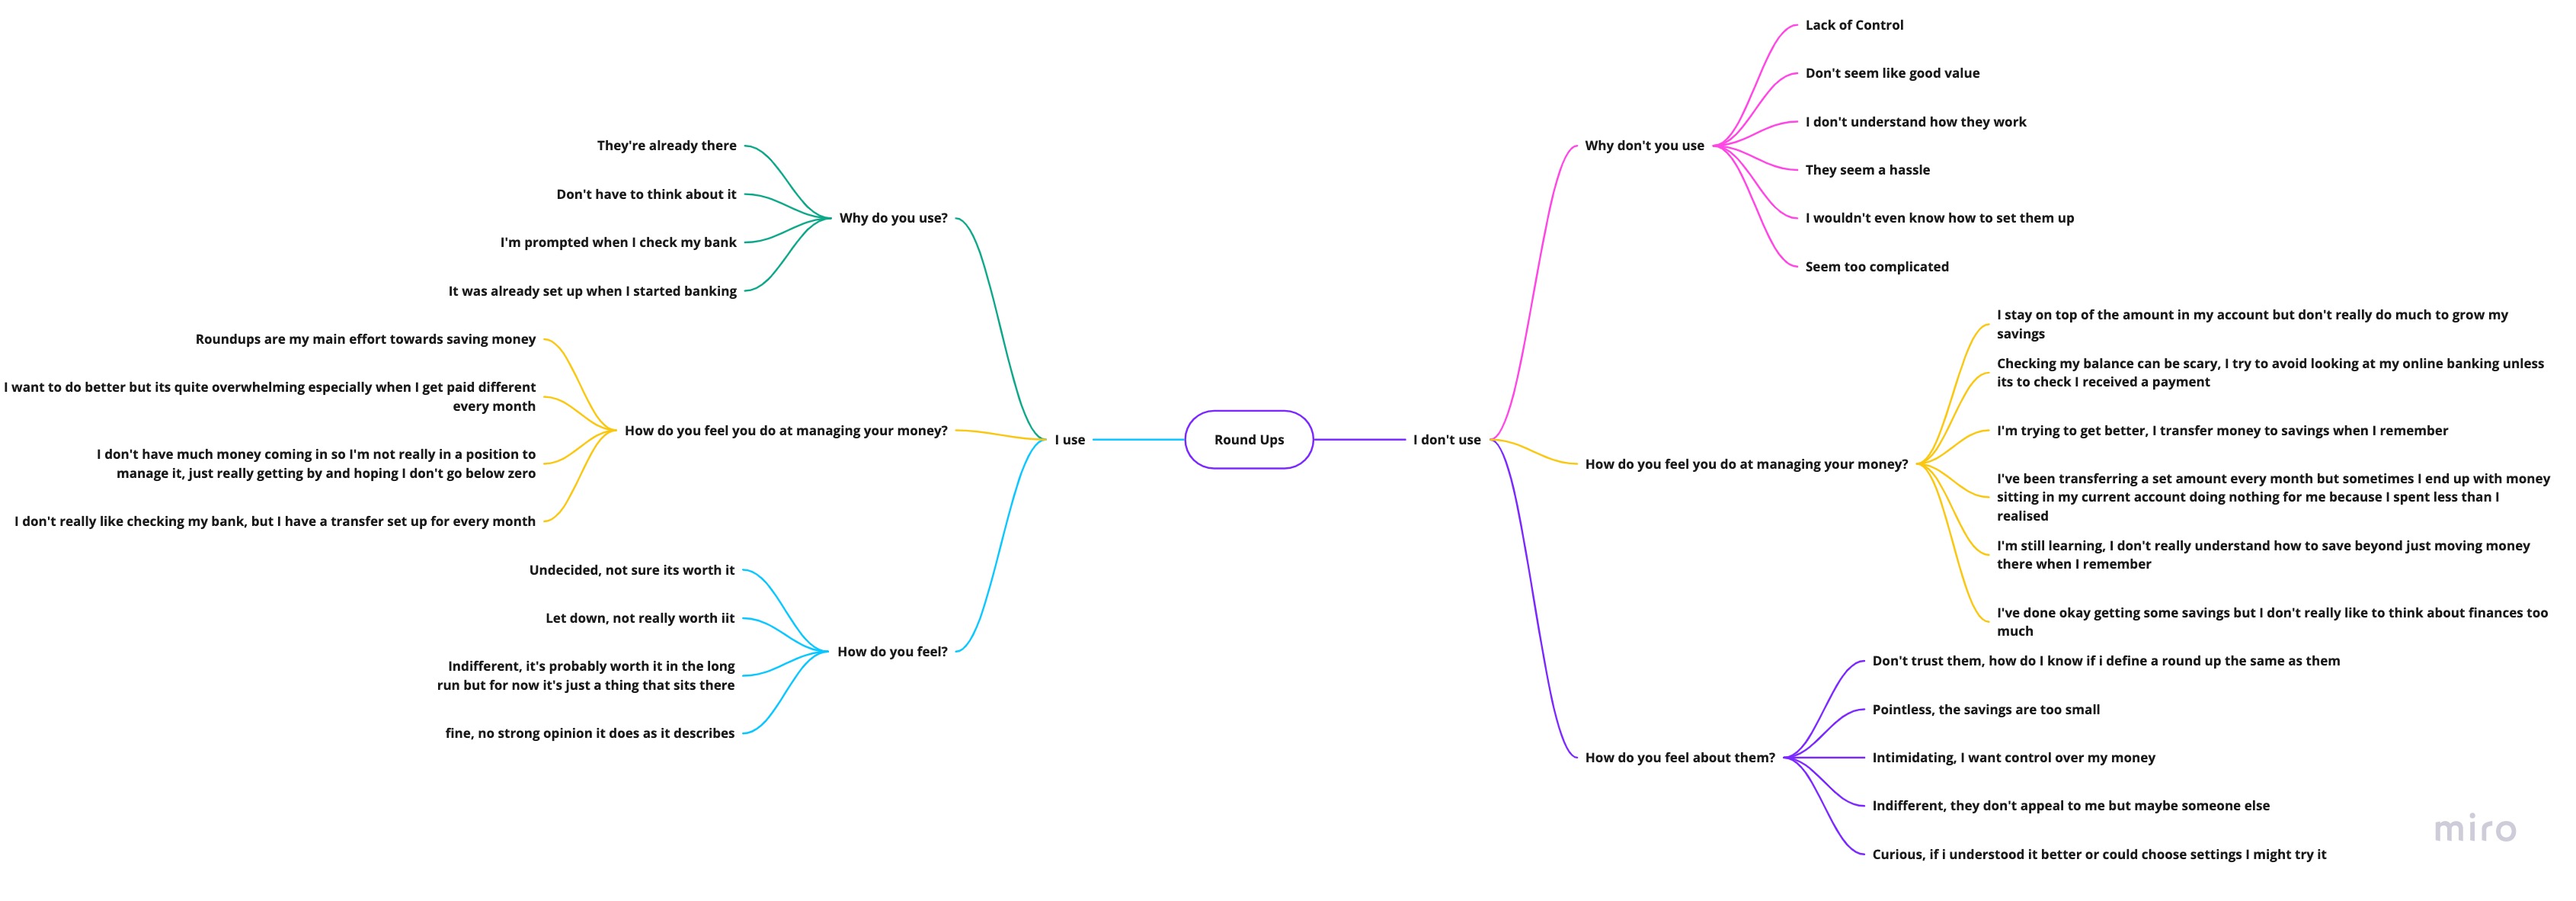 Round Ups
I use
Why do you use?
They're already there
Don't have to think about it
I'm prompted when I check my bank
It was already set up when I started banking
How do you feel you do at managing your money?
Roundups are my main effort towards saving money
I want to do better but its quite overwhelming especially when I get paid different
every month
I don't have much money coming in so I'm not really in a position to
manage it, just really getting by and hoping I don't go below zero
I don't really like checking my bank, but I have a transfer set up for every month
How do you feel?
Undecided, not sure its worth it
Let down, not really worth iit
Indifferent, it's probably worth it in the long
run but for now it's just a thing that sits there
fine, no strong opinion it does as it describes
I don't use
Why don't you use
Lack of Control
Don't seem like good value
I don't understand how they work
They seem a hassle
I wouldn't even know how to set them up
Seem too complicated
How do you feel you do at managing your money?
I stay on top of the amount in my account but don't really do much to grow my
savings
Checking my balance can be scary, I try to avoid looking at my online banking unless
its to check I received a payment
I'm trying to get better, I transfer money to savings when I remember
I've been transferring a set amount every month but sometimes I end up with money
sitting in my current account doing nothing for me because I spent less than I
realised
I'm still learning, I don't really understand how to save beyond just moving money
there when I remember
I've done okay getting some savings but I don't really like to think about finances too
much
How do you feel about them?
Don't trust them, how do I know if i define a round up the same as them
Pointless, the savings are too small
Intimidating, I want control over my money
Indifferent, they don't appeal to me but maybe someone else
Curious, if i understood it better or could choose settings I might try it
miro